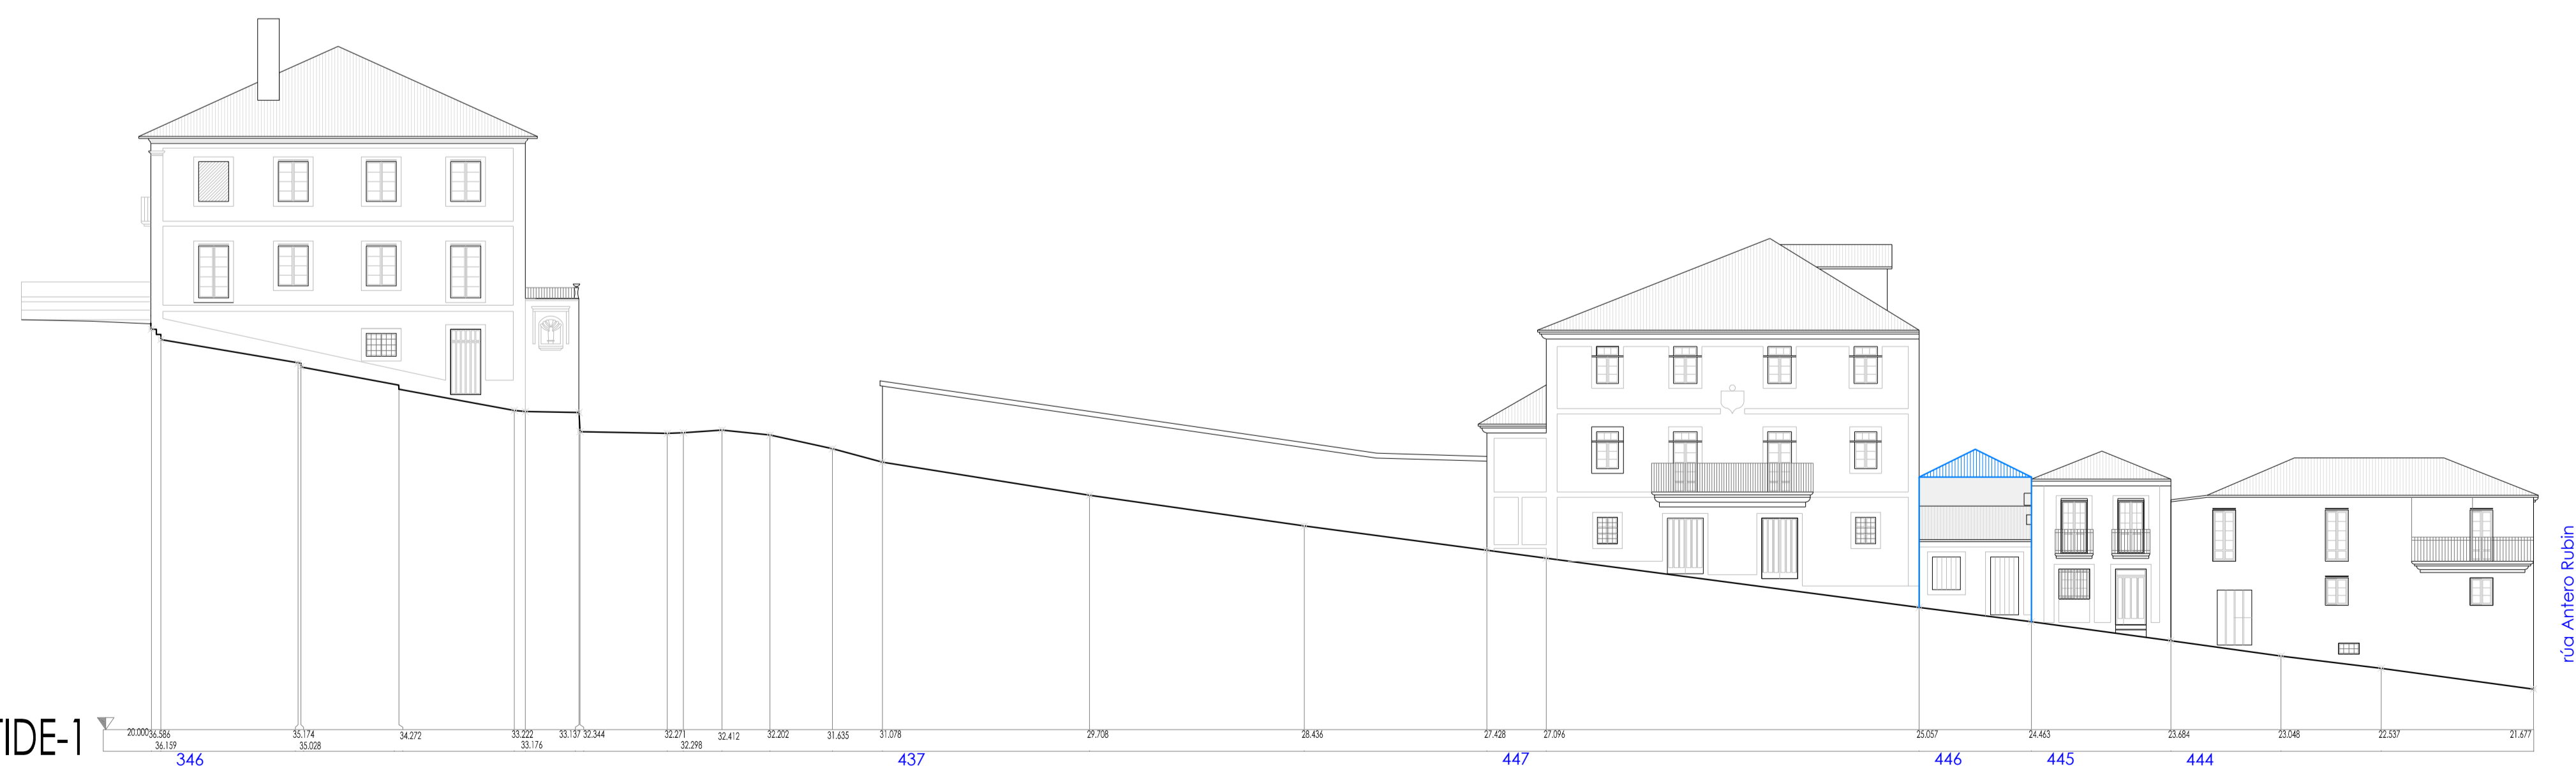 TIDE-1
20.000 36.586 35.174 34.272 33.222 33.137 32.344 32.271 32.412 32.202 31.635 31.078 29.708 28.436 27.428 27.096 25.057 24.463 23.684 23.048 22.537 21.677
36.159 35.028 33.176 32.298
346 437 447 446 445 444
rúa Antero Rubin